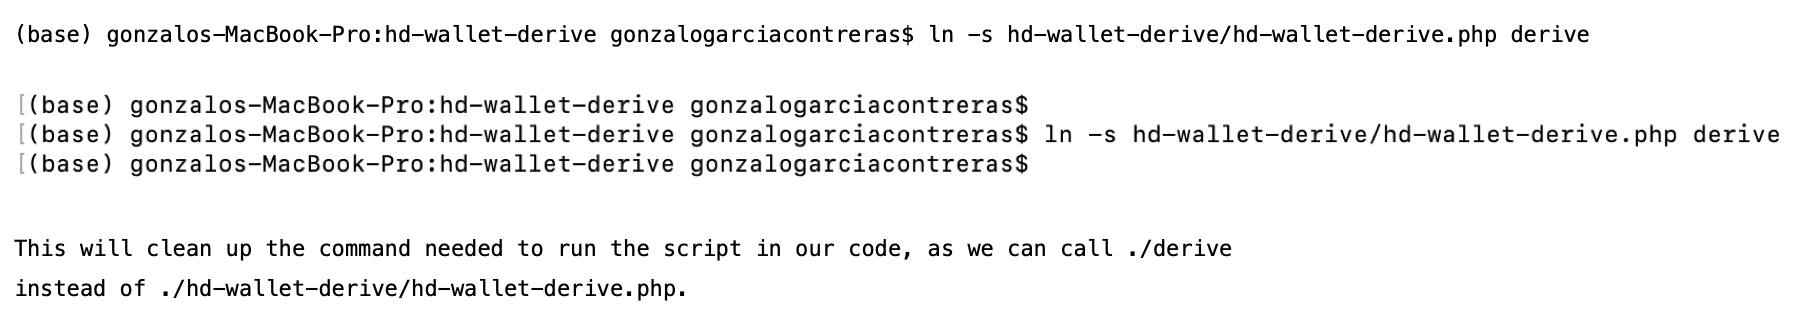 (base) gonzalos-MacBook-Pro:hd-wallet-derive gonzalogarciacontreras$ ln -s hd-wallet-derive/hd-wallet-derive.php derive
[(base) gonzalos-MacBook-Pro:hd-wallet-derive gonzalogarciacontreras$
[(base) gonzalos-MacBook-Pro:hd-wallet-derive gonzalogarciacontreras$ ln -s hd-wallet-derive/hd-wallet-derive.php derive
[(base) gonzalos-MacBook-Pro:hd-wallet-derive gonzalogarciacontreras$
This will clean up the command needed to run the script in our code, as we can call ./derive
instead of ./hd-wallet-derive/hd-wallet-derive.php.